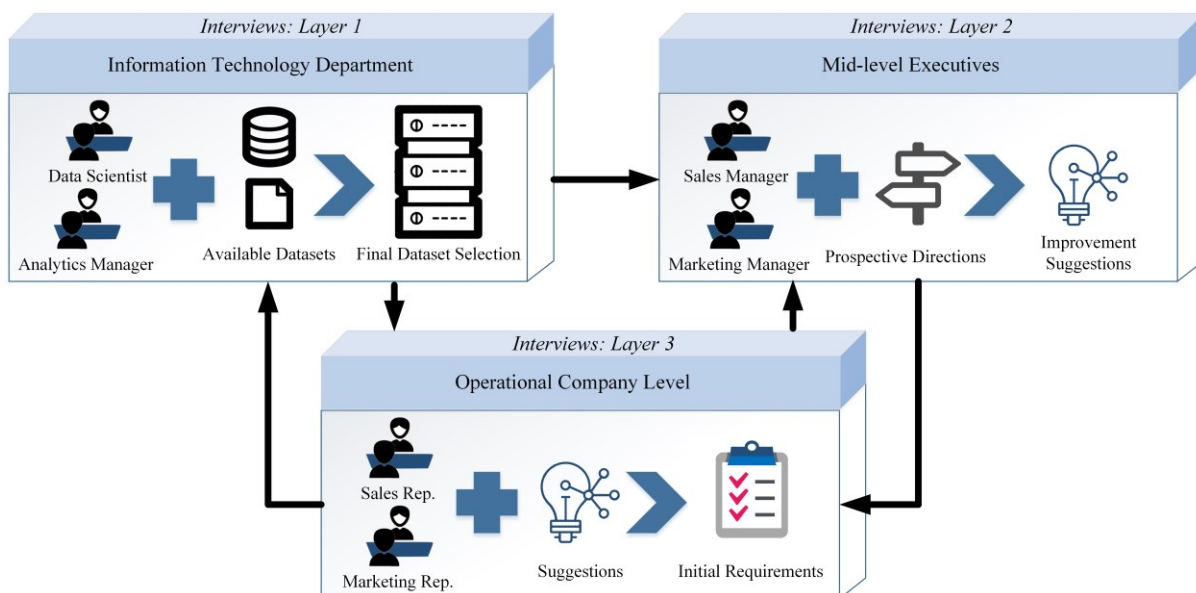 Interviews: Layer 1
Information Technology Department
Data Scientist
Analytics Manager
Available Datasets
Final Dataset Selection
Interviews: Layer 2
Mid-level Executives
Sales Manager
Marketing Manager
Prospective Directions
Improvement
Suggestions
Interviews: Layer 3
Operational Company Level
Sales Rep.
Marketing Rep.
Suggestions
Initial Requirements